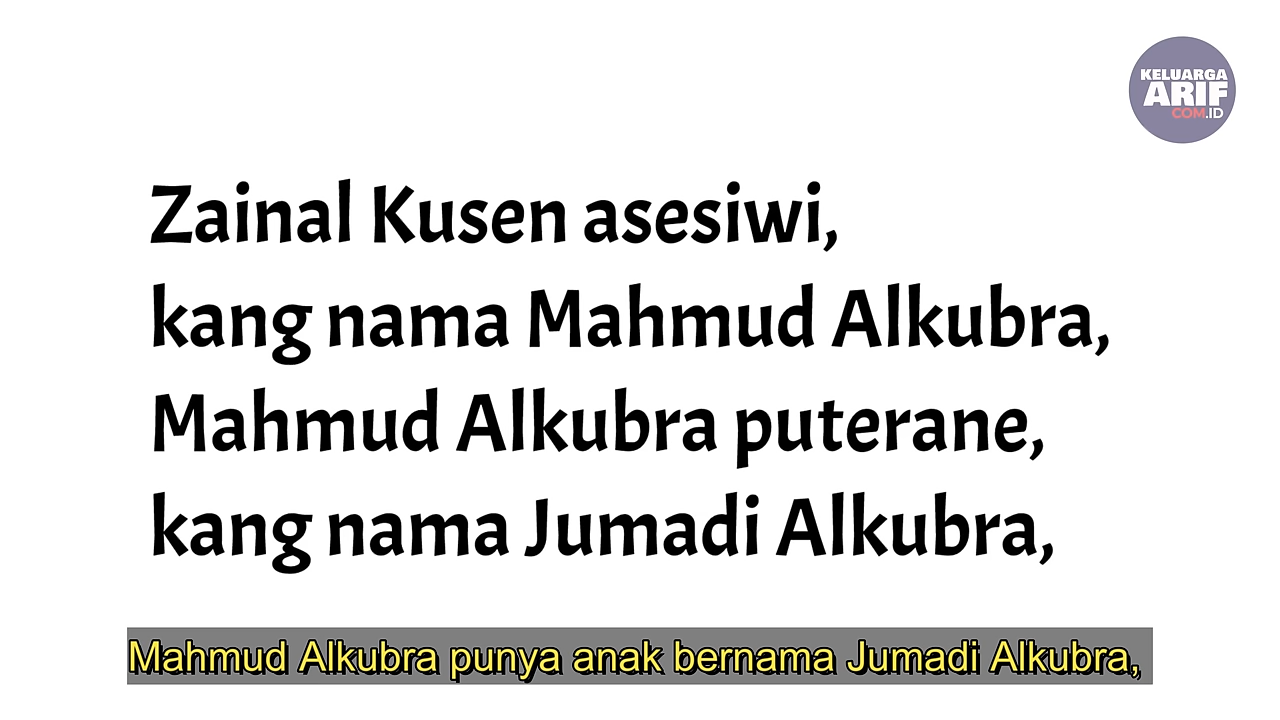 KELUARGA
ARIF
COM.ID
Zainal Kusen asesiwi,
kang nama Mahmud Alkubra,
Mahmud Alkubra puterane,
kang nama Jumadi Alkubra,
Mahmud Alkubra punya anak bernama Jumadi Alkubra,